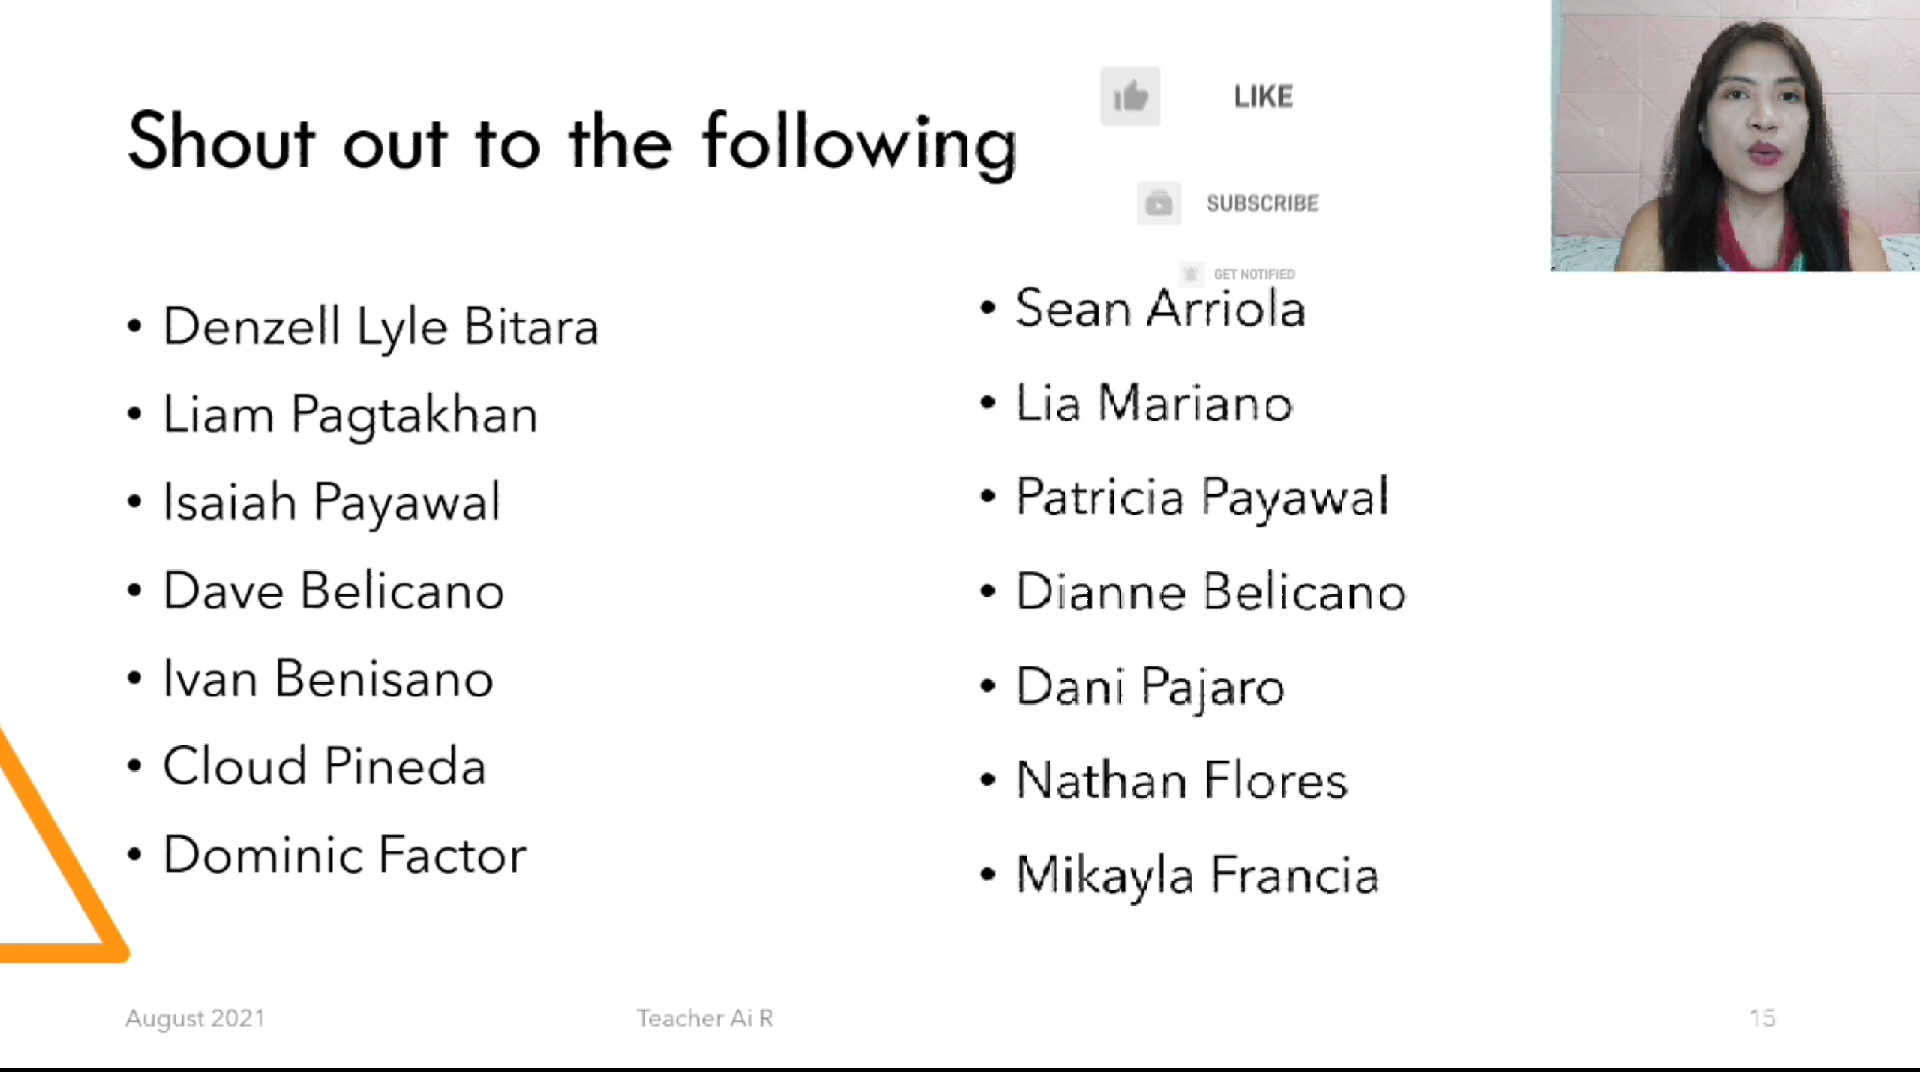 Shout out to the following
LIKE
SUBSCRIBE
GET NOTIFIED
• Denzell Lyle Bitara
• Liam Pagtakhan
• Isaiah Payawal
• Dave Belicano
• Ivan Benisano
• Cloud Pineda
• Dominic Factor
• Sean Arriola
• Lia Mariano
• Patricia Payawal
• Dianne Belicano
• Dani Pajaro
• Nathan Flores
• Mikayla Francia
August 2021
Teacher Ai R
15